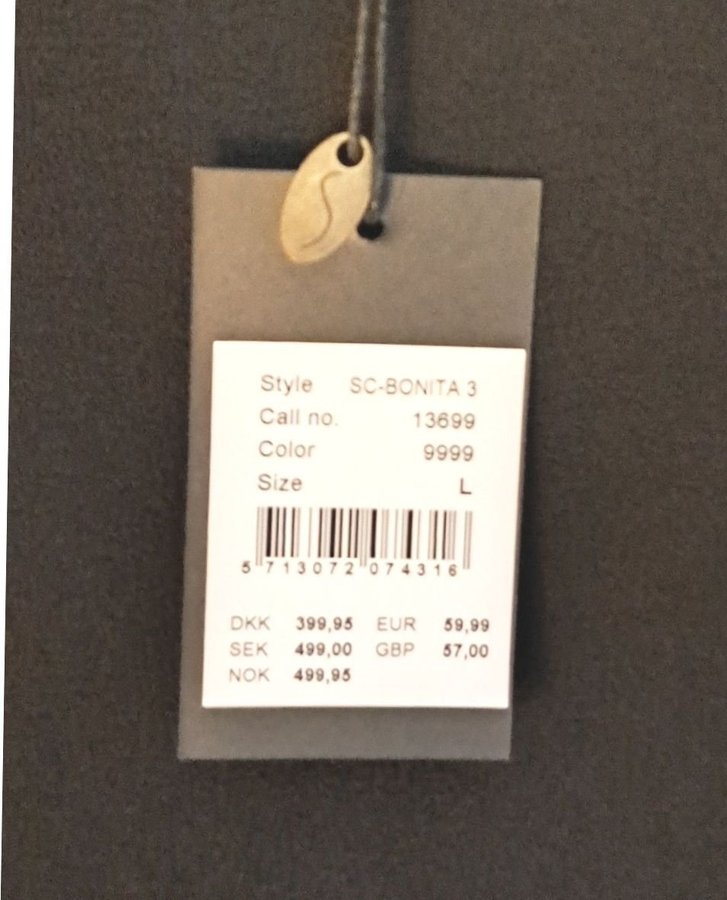 Style SC-BONITA 3
Call no. 13699
Color 9999
Size L
5 713072 074316
DKK 399,95 EUR 59,99
SEK 499,00 GBP 57,00
NOK 499,95